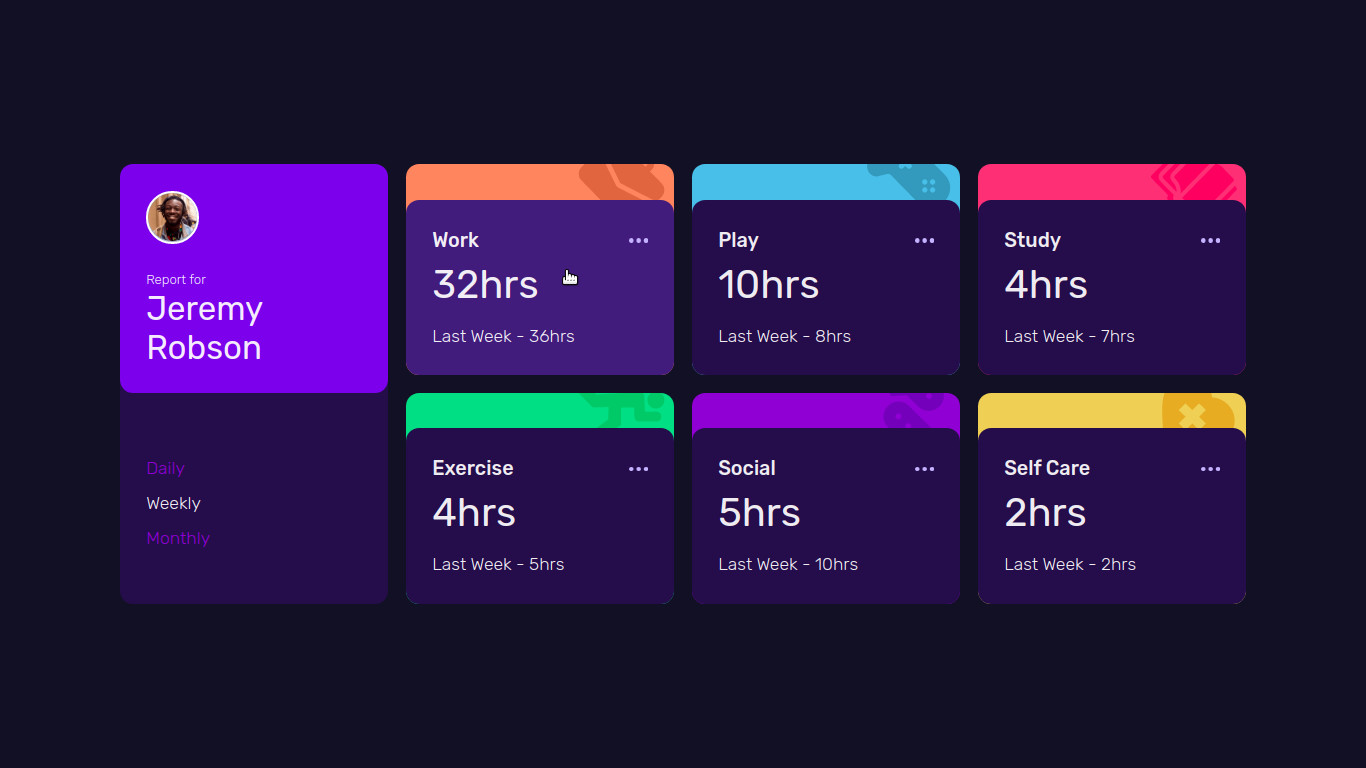 Report for
Jeremy
Robson
Daily
Weekly
Monthly
Work
32hrs
Last Week - 36hrs
Play
10hrs
Last Week - 8hrs
Study
4hrs
Last Week - 7hrs
Exercise
4hrs
Last Week - 5hrs
Social
5hrs
Last Week - 10hrs
Self Care
2hrs
Last Week - 2hrs